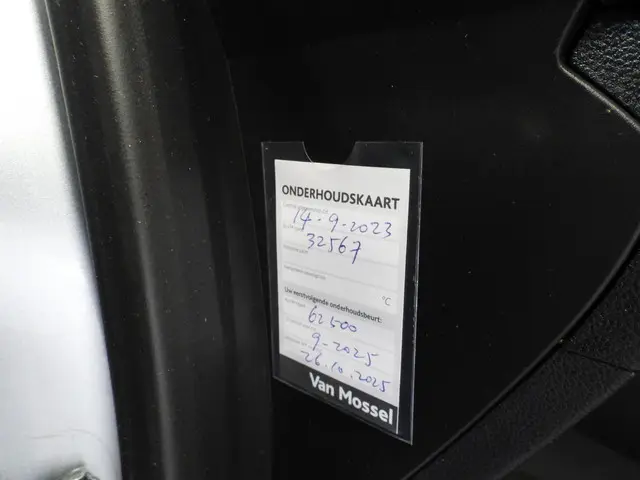 ONDERHOUDSKAART
14-9-2023
32567
°C
Uw eerstvolgende onderhoudsbeurt:
62500
9-2025
26.10.2025
Van Mossel